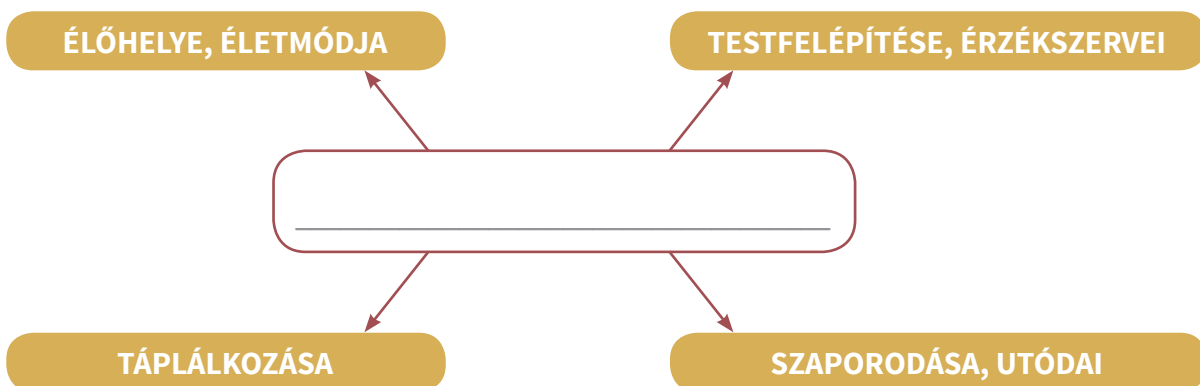 ÉLŐHELYE, ÉLETMÓDJA
TESTFELÉPÍTÉSE, ÉRZÉKSZERVEI
TÁPLÁLKOZÁSA
SZAPORODÁSA, UTÓDAI